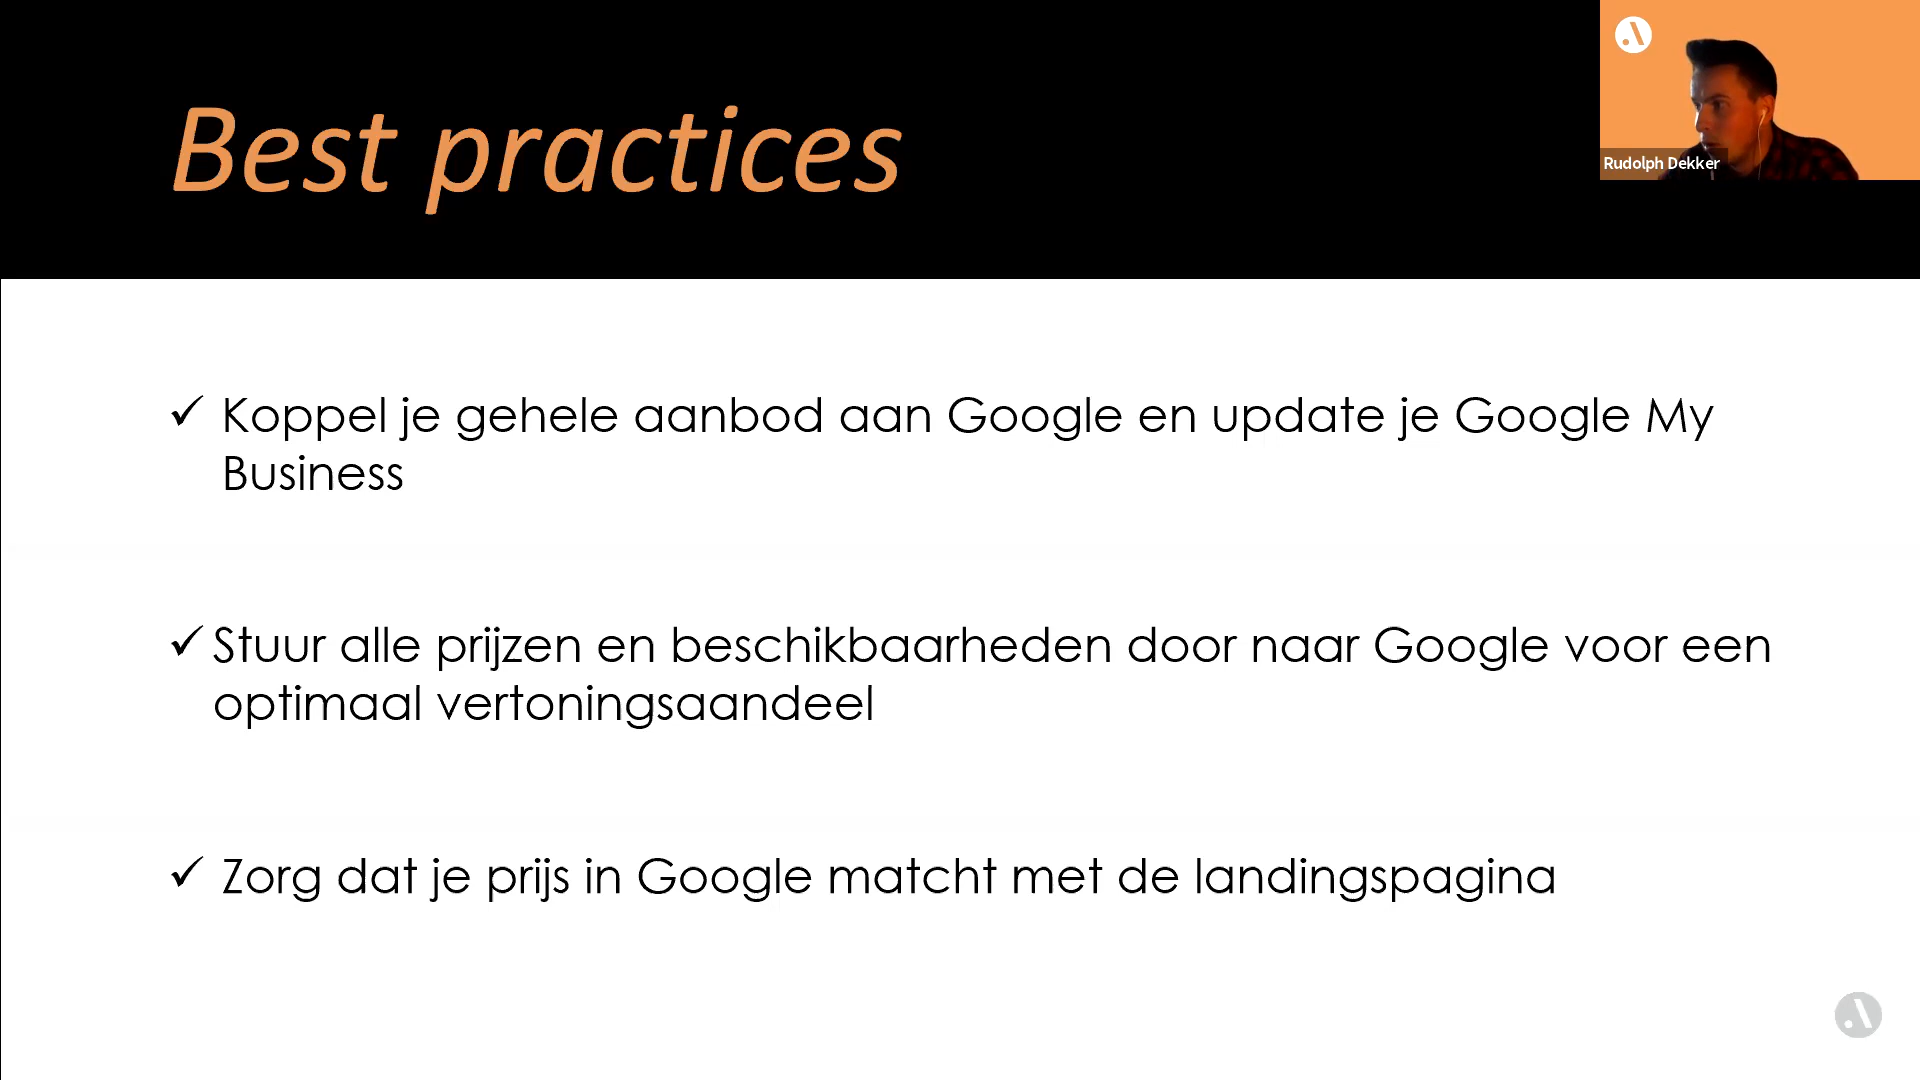 Best practices
Rudolph Dekker
✓ Koppel je gehele aanbod aan Google en update je Google My
Business
✓ Stuur alle prijzen en beschikbaarheden door naar Google voor een
optimaal vertoningsaandeel
✓ Zorg dat je prijs in Google matcht met de landingspagina